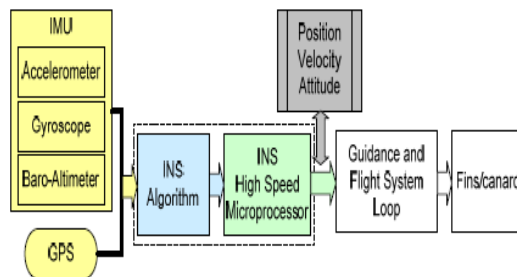 IMU
Accelerometer
Gyroscope
Baro-Altimeter
GPS
INS
Algorithm
INS
High Speed
Microprocessor
Position
Velocity
Attitude
Guidance and
Flight System
Loop
Fins/canard